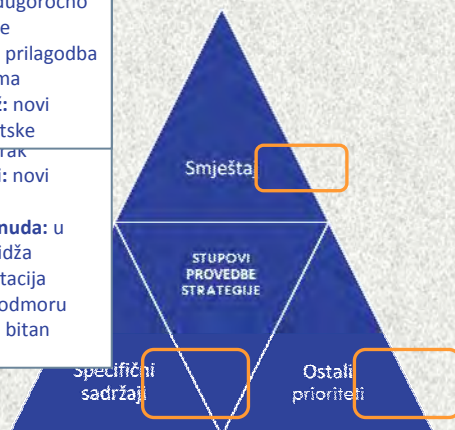 dugoročno
e
prilagodba
ma
ž: novi
tske
rak
i: novi
nuda: u
idža
tacija
odmoru
bitan
Smještaj
STUPOVI
PROVEDBE
STRATEGIJE
Specifični
sadržaji
Ostali
prioriteti